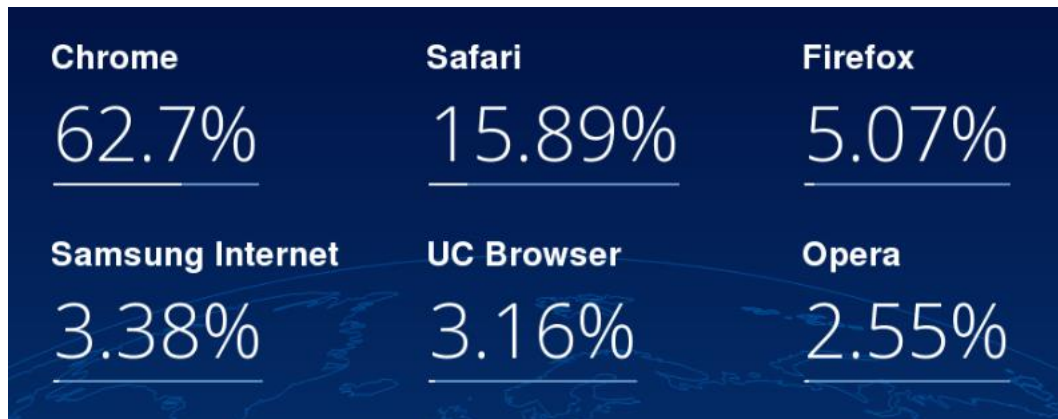 Chrome Safari Firefox
62.7% 15.89% 5.07%
Samsung Internet UC Browser Opera
3.38% 3.16% 2.55%